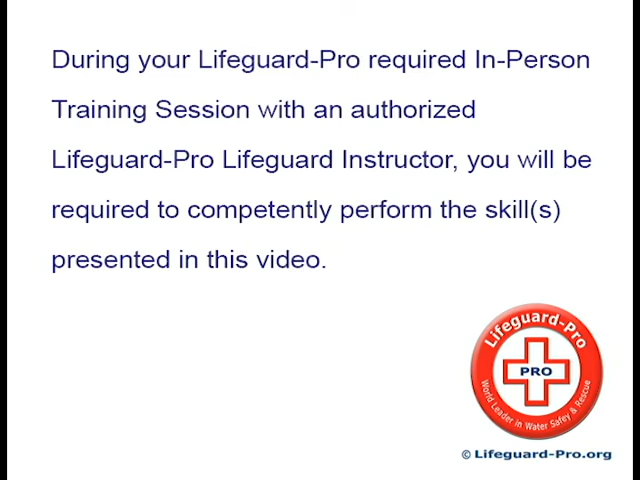 During your Lifeguard-Pro required In-Person
Training Session with an authorized
Lifeguard-Pro Lifeguard Instructor, you will be
required to competently perform the skill(s)
presented in this video.
Lifeguard-Pro
PRO
World Leader in Water Safey & Rescue
© Lifeguard-Pro.org